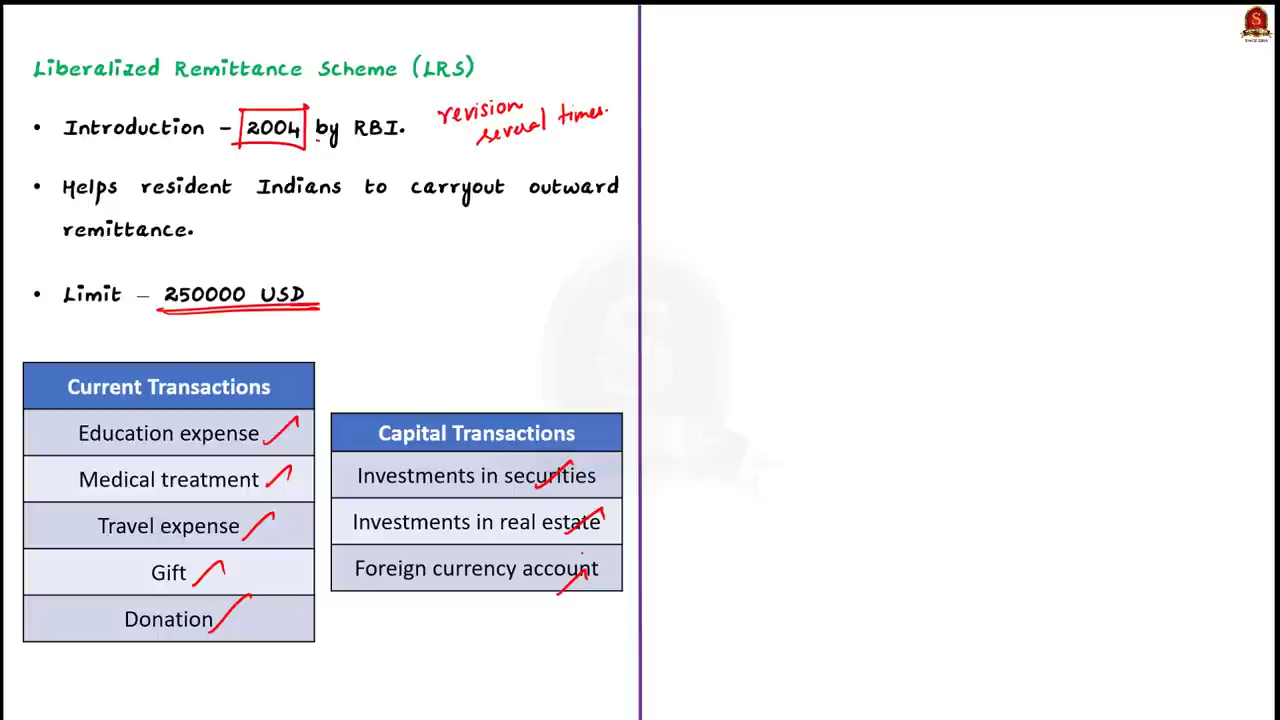 Liberalized Remittance Scheme (LRS)
• Introduction - 2004 by RBI.
revision
several times.
• Helps resident Indians to carryout outward
remittance.
• Limit – 250000 USD
Current Transactions
Education expense
Medical treatment
Travel expense
Gift
Donation
Capital Transactions
Investments in securities
Investments in real estate
Foreign currency account
S
SINCE 2004
S